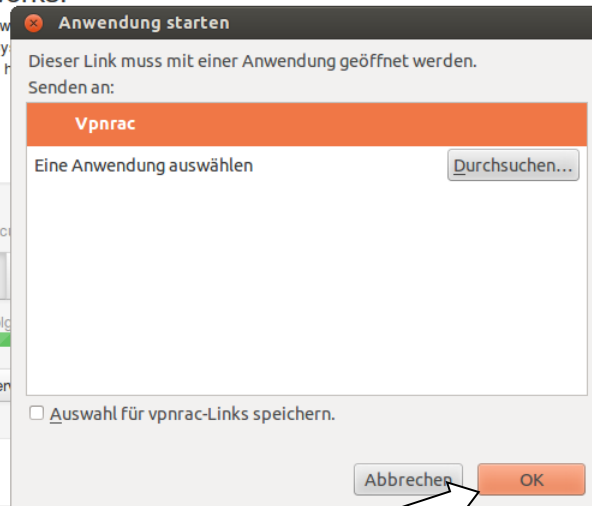 Anwendung starten
Dieser Link muss mit einer Anwendung geöffnet werden.
Senden an:
Vpnrac
Eine Anwendung auswählen
Durchsuchen...
Auswahl für vpnrac-Links speichern.
Abbrechen
OK